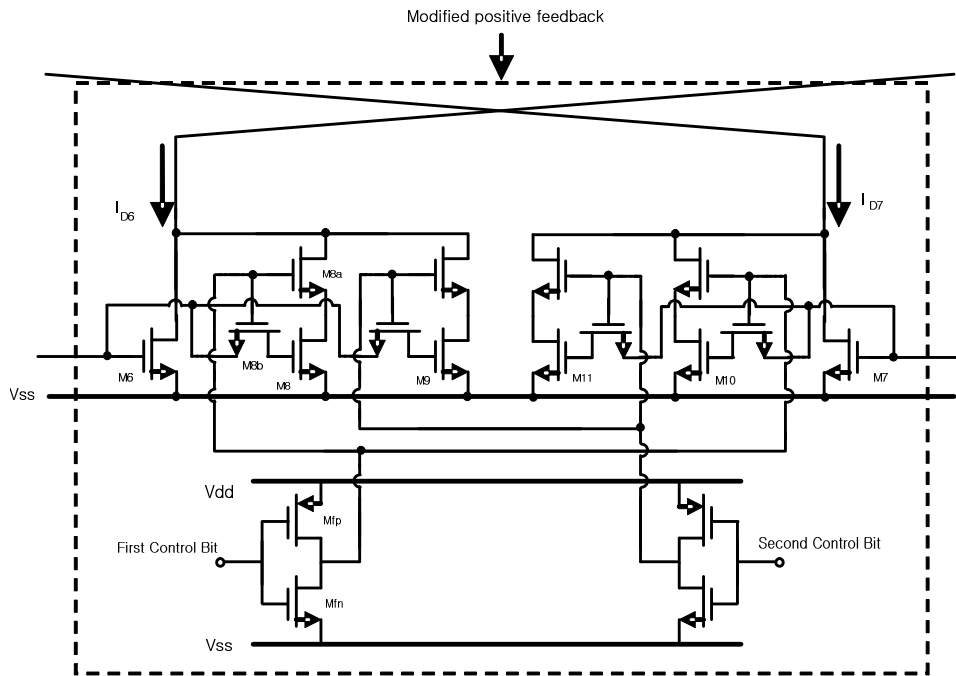 Modified positive feedback
I D6
I D7
M8a
M6
M8b
M8
M9
M11
M10
M7
Vss
Vdd
Mfp
First Control Bit
Second Control Bit
Mfn
Vss